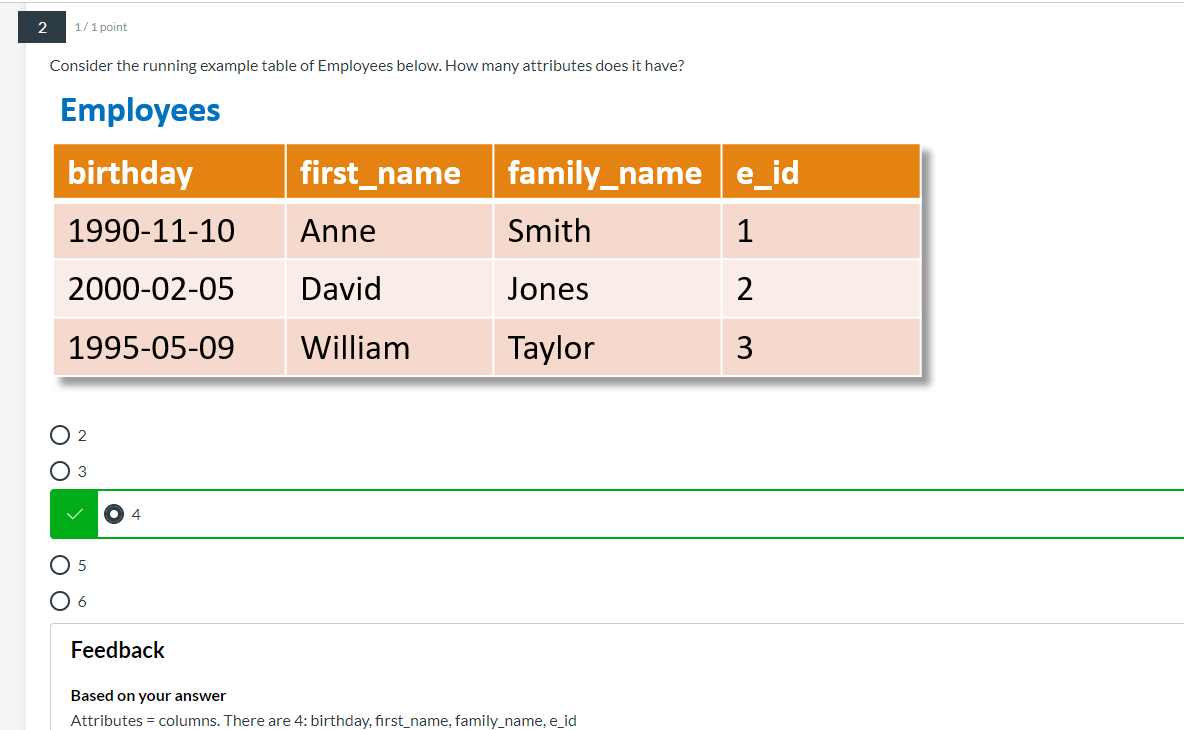 2 1 / 1 point
Consider the running example table of Employees below. How many attributes does it have?
Employees
birthday first_name family_name e_id
1990-11-10 Anne Smith 1
2000-02-05 David Jones 2
1995-05-09 William Taylor 3
2
3
4
5
6
Feedback
Based on your answer
Attributes = columns. There are 4: birthday, first_name, family_name, e_id